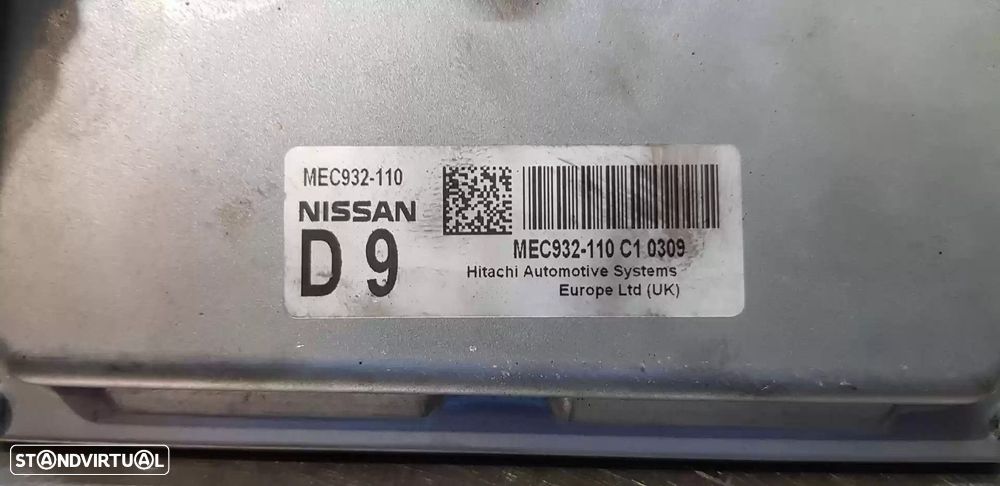 MEC932-110
NISSAN
D 9
MEC932-110 C1 0309
Hitachi Automotive Systems
Europe Ltd (UK)
STANDVIRTUAL